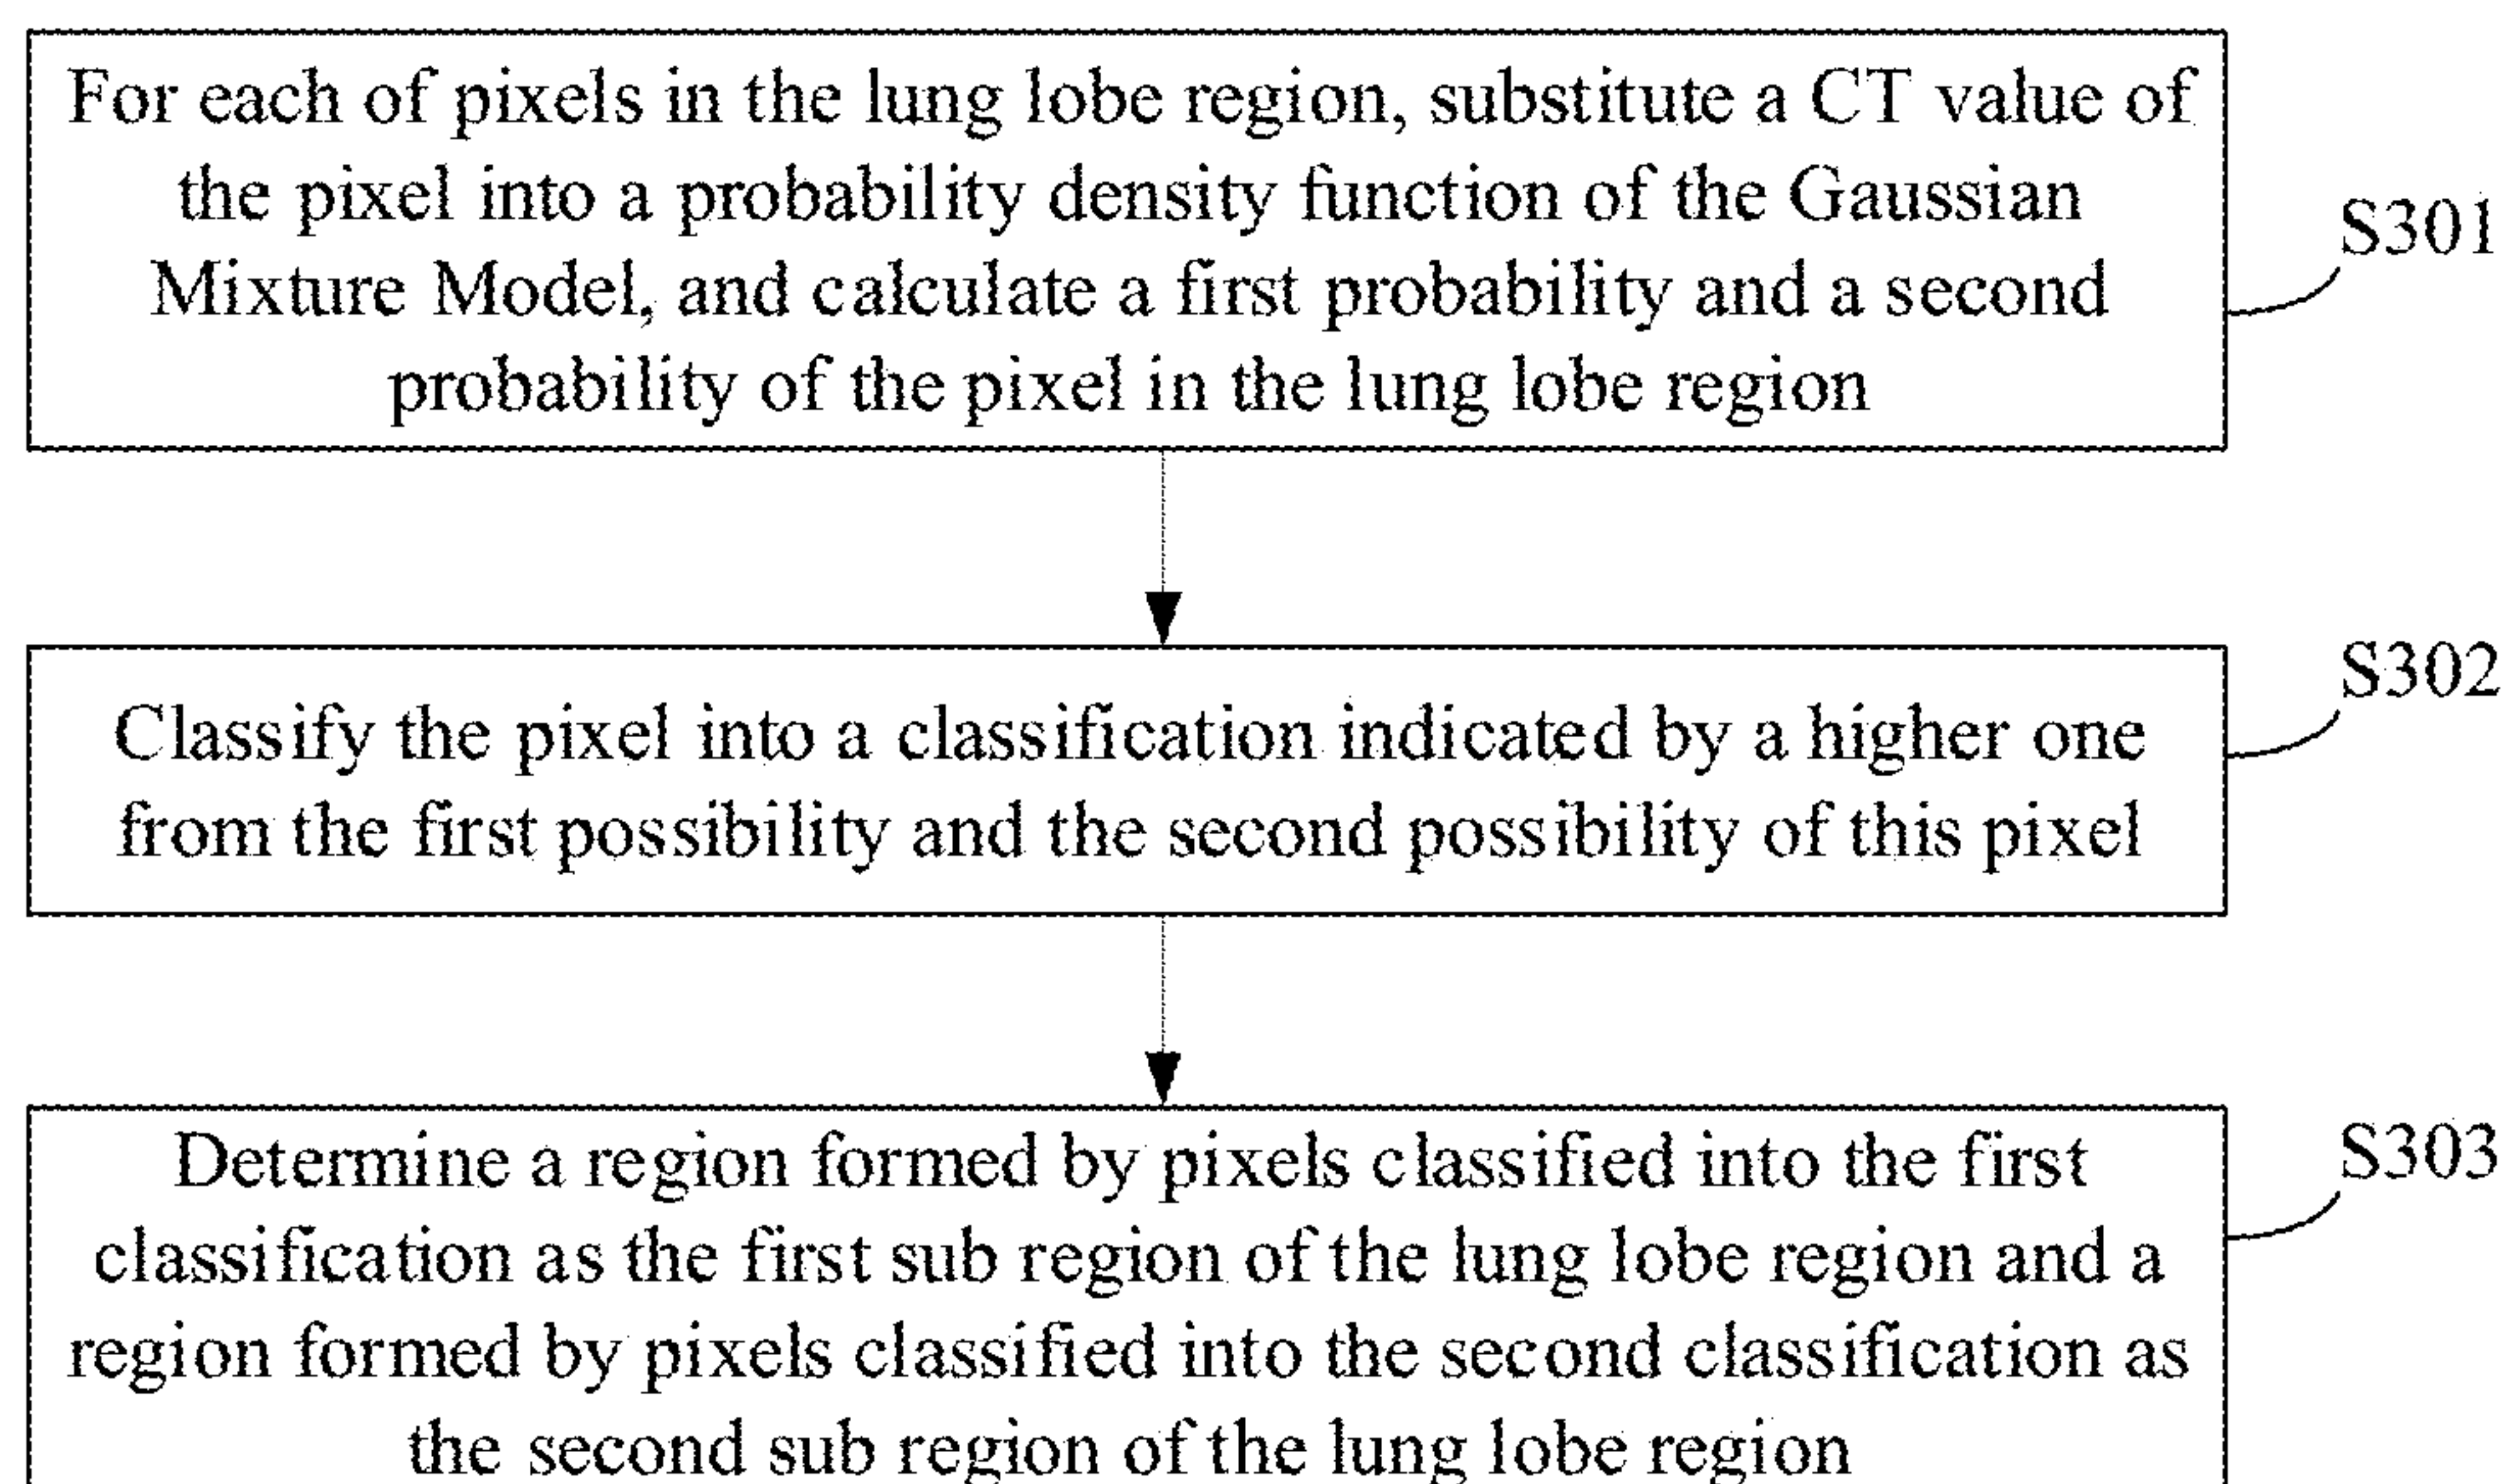 For each of pixels in the lung lobe region, substitute a CT value of
the pixel into a probability density function of the Gaussian
Mixture Model, and calculate a first probability and a second
probability of the pixel in the lung lobe region
S301
Classify the pixel into a classification indicated by a higher one
from the first possibility and the second possibility of this pixel
S302
Determine a region formed by pixels classified into the first
classification as the first sub region of the lung lobe region and a
region formed by pixels classified into the second classification as
the second sub region of the lung lobe region
S303